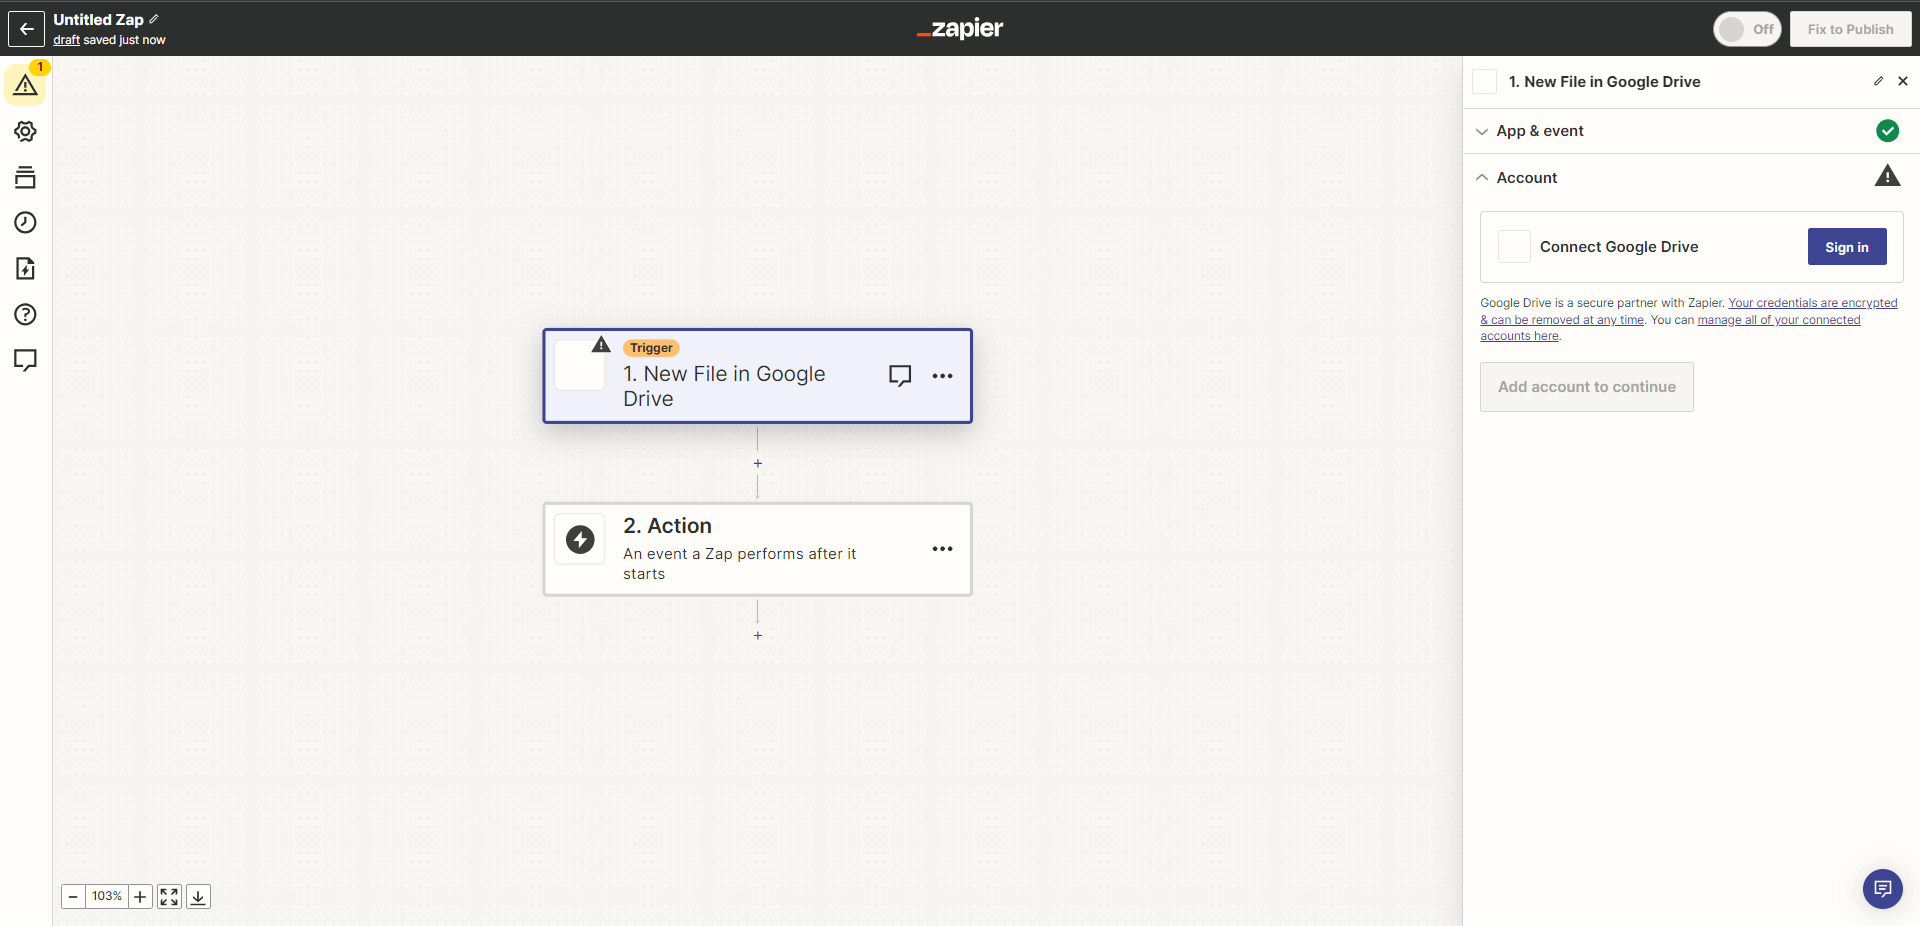 Untitled Zap
draft saved just now
zapier
Off
Fix to Publish
1
1. New File in Google Drive
App & event
Account
Connect Google Drive
Sign in
Google Drive is a secure partner with Zapier. Your credentials are encrypted
& can be removed at any time. You can manage all of your connected
accounts here.
Add account to continue
Trigger
1. New File in Google
Drive
+
2. Action
An event a Zap performs after it
starts
+
103%